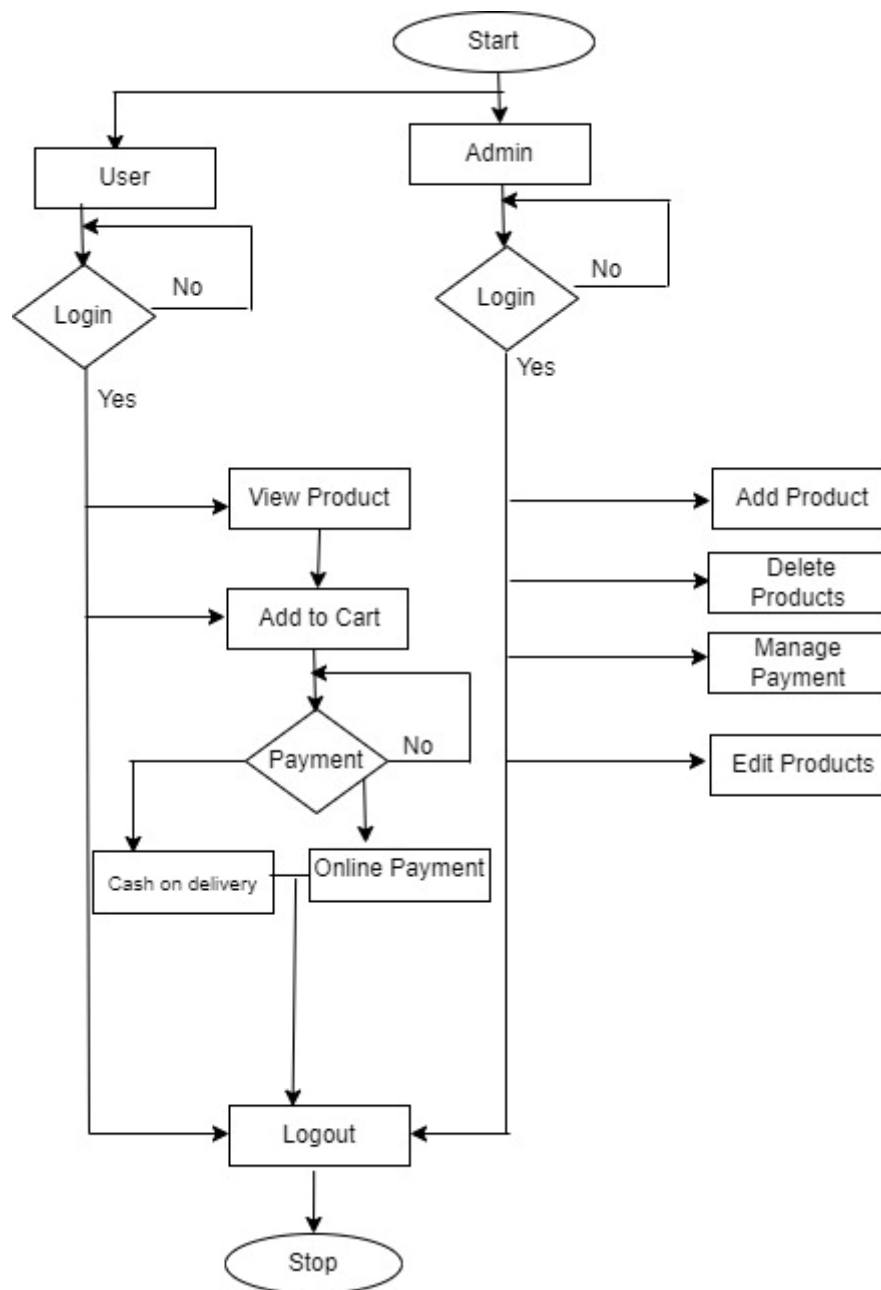 Start
User
Admin
No
Login
Yes
No
Login
Yes
View Product
Add to Cart
Payment
No
Cash on delivery
Online Payment
Add Product
Delete
Products
Manage
Payment
Edit Products
Logout
Stop